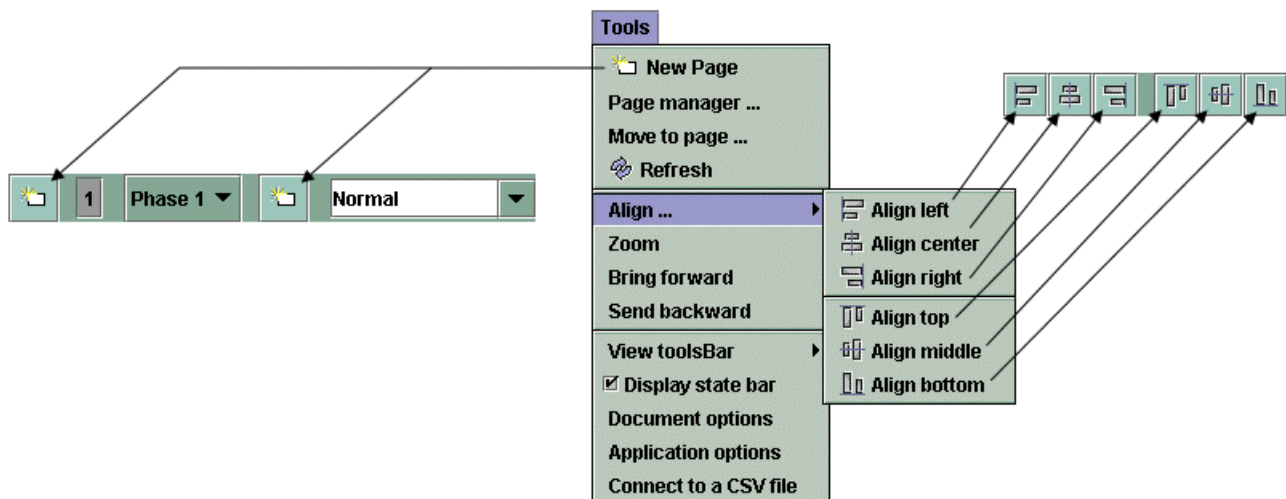 Tools
New Page
Page manager ...
Move to page ...
Refresh
1
Phase 1
Normal
Align ...
Zoom
Bring forward
Send backward
View toolsBar
Display state bar
Document options
Application options
Connect to a CSV file
Align left
Align center
Align right
Align top
Align middle
Align bottom